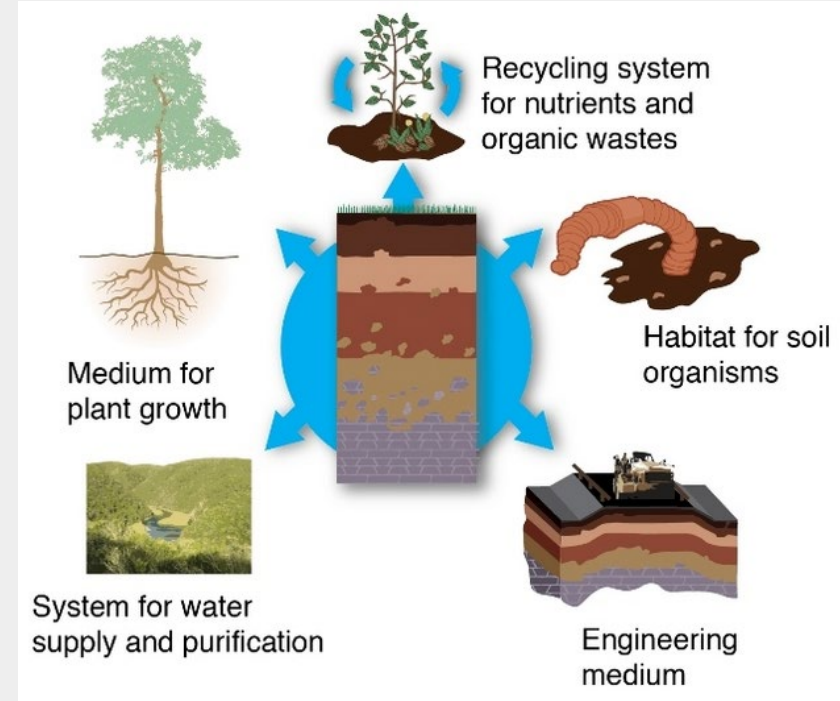 Recycling system
for nutrients and
organic wastes
Habitat for soil
organisms
Medium for
plant growth
System for water
supply and purification
Engineering
medium